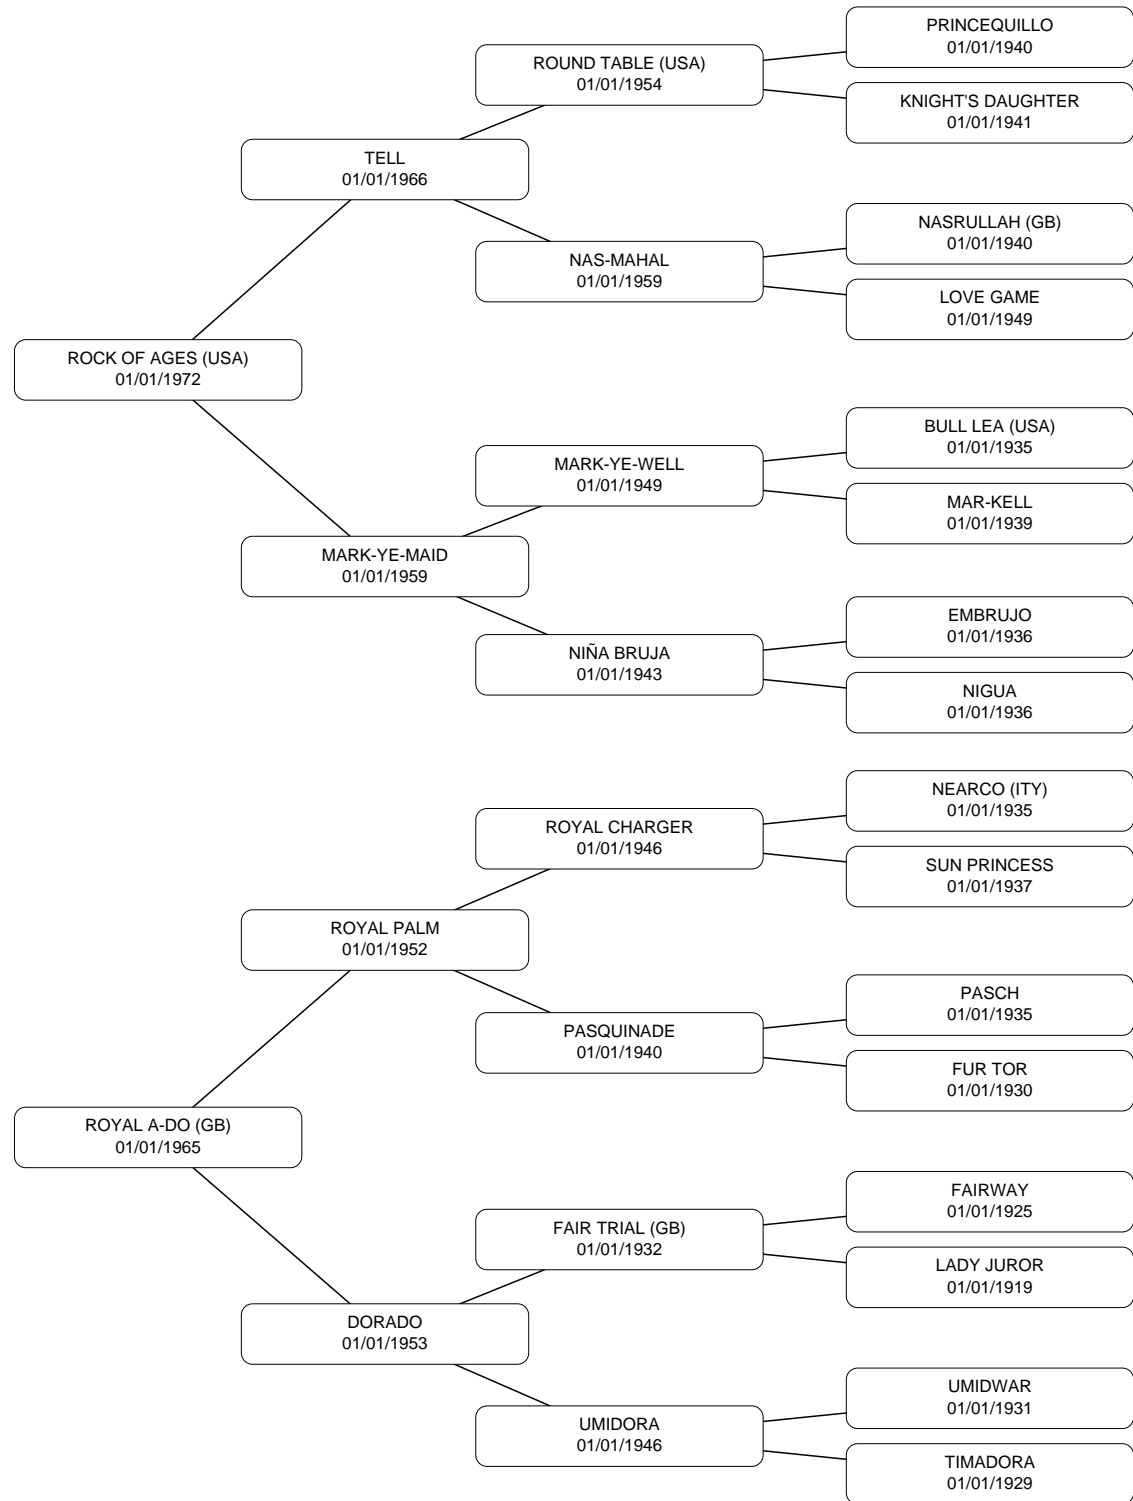 PRINCEQUILLO
01/01/1940
ROUND TABLE (USA)
01/01/1954
KNIGHT'S DAUGHTER
01/01/1941
TELL
01/01/1966
NASRULLAH (GB)
01/01/1940
NAS-MAHAL
01/01/1959
LOVE GAME
01/01/1949
ROCK OF AGES (USA)
01/01/1972
BULL LEA (USA)
01/01/1935
MARK-YE-WELL
01/01/1949
MAR-KELL
01/01/1939
MARK-YE-MAID
01/01/1959
EMBRUJO
01/01/1936
NIÑA BRUJA
01/01/1943
NIGUA
01/01/1936
NEARCO (ITY)
01/01/1935
ROYAL CHARGER
01/01/1946
SUN PRINCESS
01/01/1937
ROYAL PALM
01/01/1952
PASCH
01/01/1935
PASQUINADE
01/01/1940
FUR TOR
01/01/1930
ROYAL A-DO (GB)
01/01/1965
FAIRWAY
01/01/1925
FAIR TRIAL (GB)
01/01/1932
LADY JUROR
01/01/1919
DORADO
01/01/1953
UMIDWAR
01/01/1931
UMIDORA
01/01/1946
TIMADORA
01/01/1929